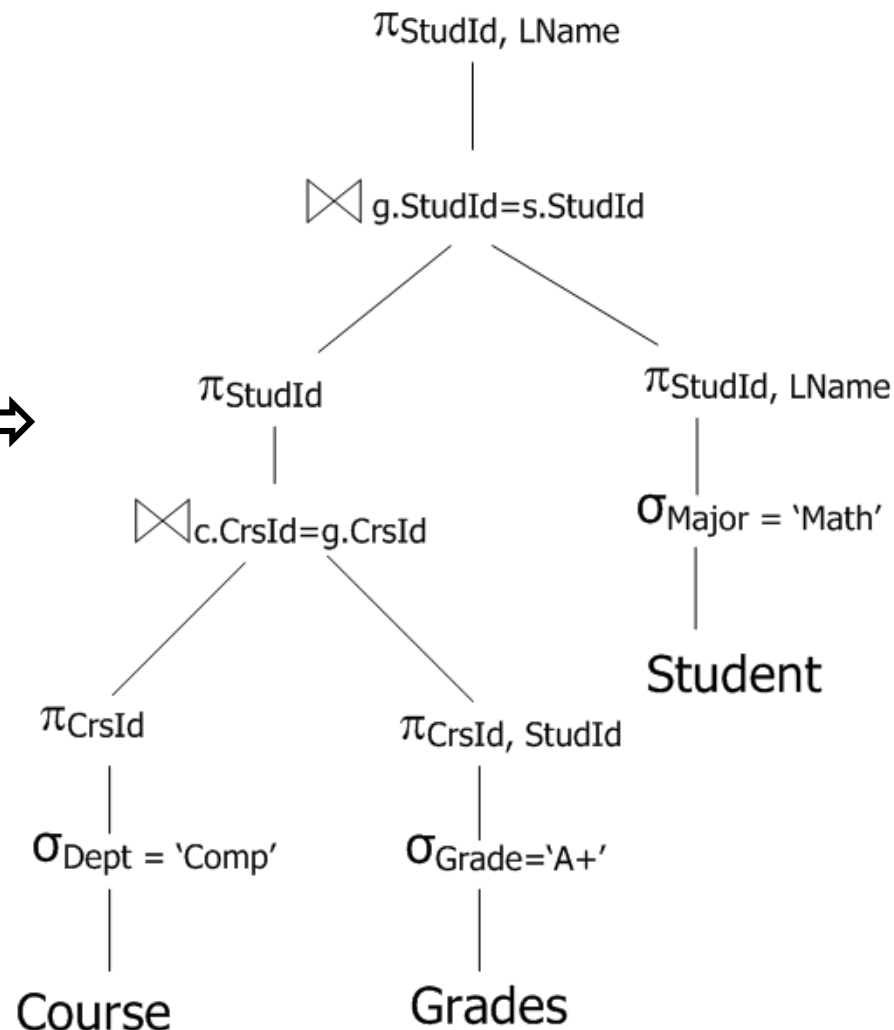 πStudId, LName
⋈ g.StudId=s.StudId
πStudId
πStudId, LName
⋈c.CrsId=g.CrsId
σMajor = ‘Math’
Student
πCrsId
πCrsId, StudId
σDept = ‘Comp’
σGrade=‘A+’
Course
Grades